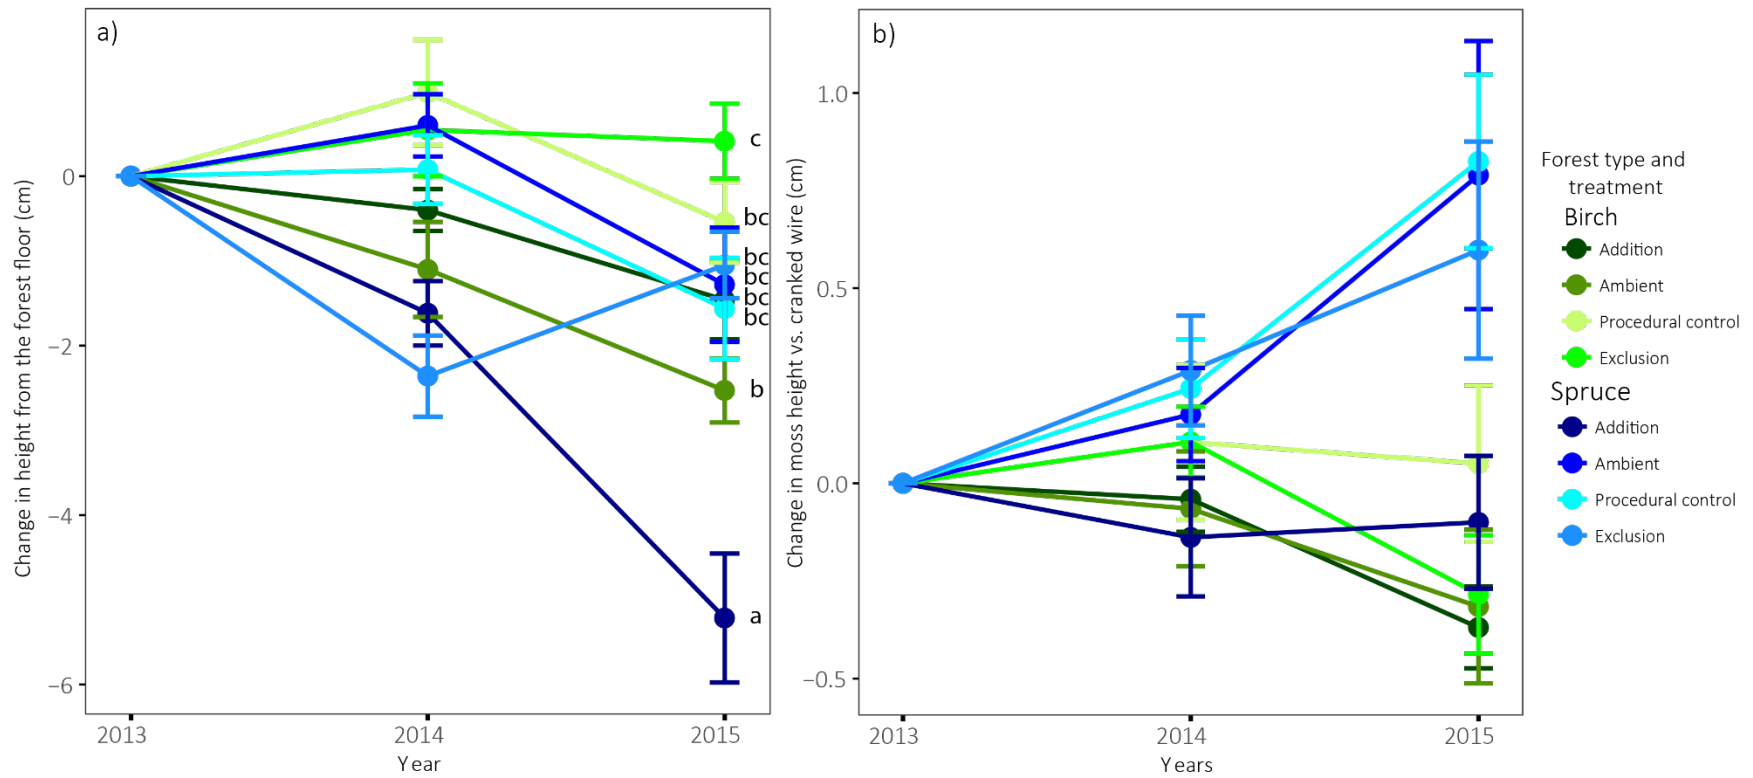 a)
Change in height from the forest floor (cm)
0
−2
−4
−6
c
bc
bc
bc
bc
bc
b
a
2013
2014
2015
Year
b)
Change in moss height vs. cranked wire (cm)
1.0
0.5
0.0
−0.5
2013
2014
2015
Years
Forest type and
treatment
Birch
Addition
Ambient
Procedural control
Exclusion
Spruce
Addition
Ambient
Procedural control
Exclusion